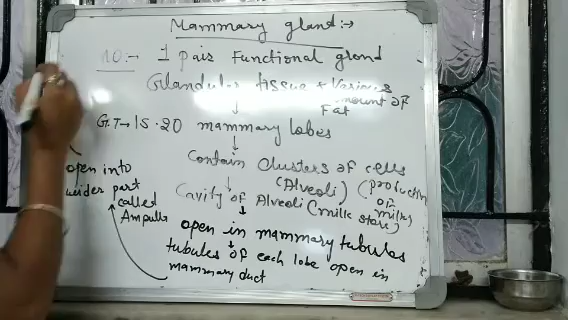 Mammary gland:→
NO:- 1 pair Functional gland
Glandular tissue + Various
amount of
Fat
G.T→15-20 mammary lobes
Contain clusters of cells
(Alveoli) (production
of
milk)
Cavity of Alveoli (milk store)
open in mammary tubules
tubules of each lobe open in
mammary duct
open into
wider part
called
Ampulla